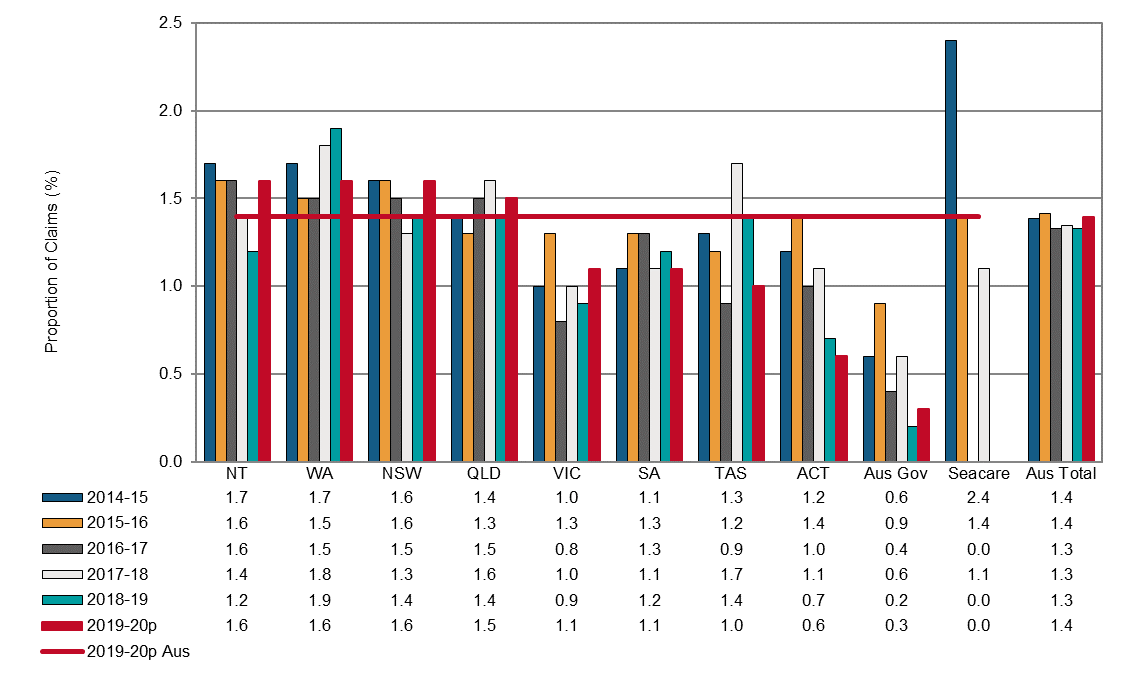 2.5
2.0
1.5
1.0
0.5
0.0
Proportion of Claims (%)
NT WA NSW QLD VIC SA TAS ACT Aus Gov Seacare Aus Total
2014-15 1.7 1.7 1.6 1.4 1.0 1.1 1.3 1.2 0.6 2.4 1.4
2015-16 1.6 1.5 1.6 1.3 1.3 1.3 1.2 1.4 0.9 1.4 1.4
2016-17 1.6 1.5 1.5 1.5 0.8 1.3 0.9 1.0 0.4 0.0 1.3
2017-18 1.4 1.8 1.3 1.6 1.0 1.1 1.7 1.1 0.6 1.1 1.3
2018-19 1.2 1.9 1.4 1.4 0.9 1.2 1.4 0.7 0.2 0.0 1.3
2019-20p 1.6 1.6 1.6 1.5 1.1 1.1 1.0 0.6 0.3 0.0 1.4
2019-20p Aus